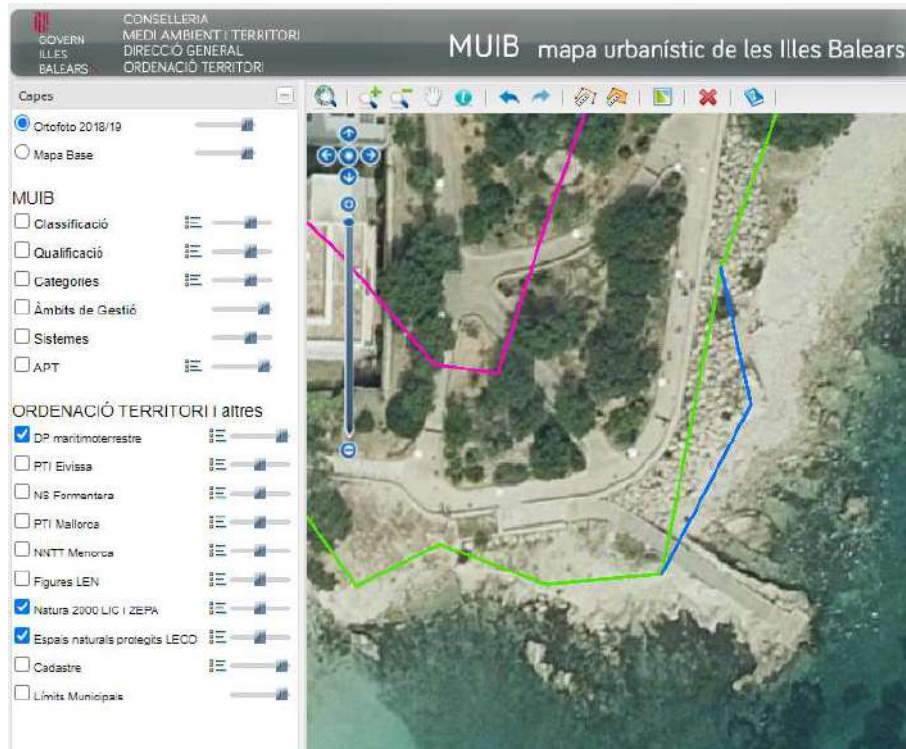 GOVERN
ILLES
BALEARS
CONSELLERIA
MEDI AMBIENT I TERRITORI
DIRECCIÓ GENERAL
ORDENACIÓ TERRITORI
MUIB mapa urbanístic de les Illes Balears
Capes
Ortofoto 2018/19
Mapa Base
MUIB
Classificació
Qualificació
Categories
Àmbits de Gestió
Sistemes
APT
ORDENACIÓ TERRITORI i altres
DP maritimoterrestre
PTI Eivissa
NS Formentera
PTI Mallorca
NNTT Menorca
Figures LEN
Natura 2000 LIC i ZEPA
Espais naturals protegits LECO
Cadastre
Límits Municipals